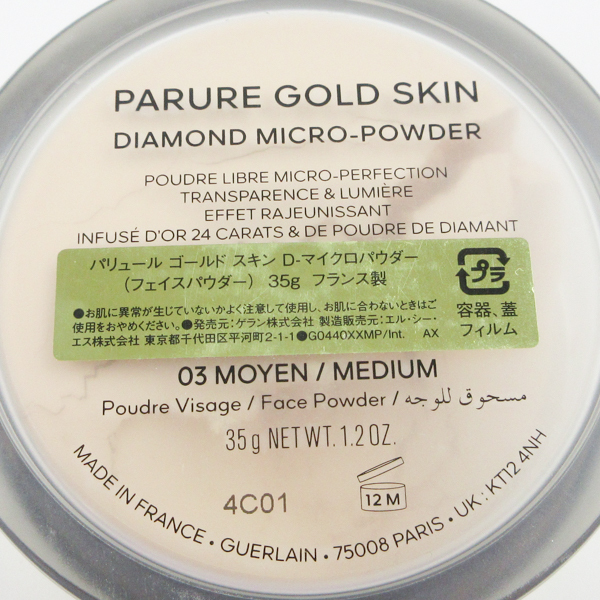 PARURE GOLD SKIN
DIAMOND MICRO-POWDER
POUDRE LIBRE MICRO-PERFECTION
TRANSPARENCE & LUMIÈRE
EFFET RAJEUNISSANT
INFUSÉ D'OR 24 CARATS & DE POUDRE DE DIAMANT
パリュール ゴールド スキン D-マイクロパウダー
(フェイスパウダー) 35g フランス製
●お肌に異常が生じていないかよく注意して使用し、お肌に合わないときはご
使用をおやめください。●発売元:ゲラン株式会社 製造販売元:エル・シー・
エス株式会社 東京都千代田区平河町2-1-1●G0440XXMP/Int. AX
プラ
容器、蓋
フィルム
03 MOYEN / MEDIUM
Poudre Visage / Face Powder / مسحوق للوجه
35 g NET WT. 1.2 OZ.
4C01
12 M
MADE IN FRANCE • GUERLAIN • 75008 PARIS • UK : KT12 4NH